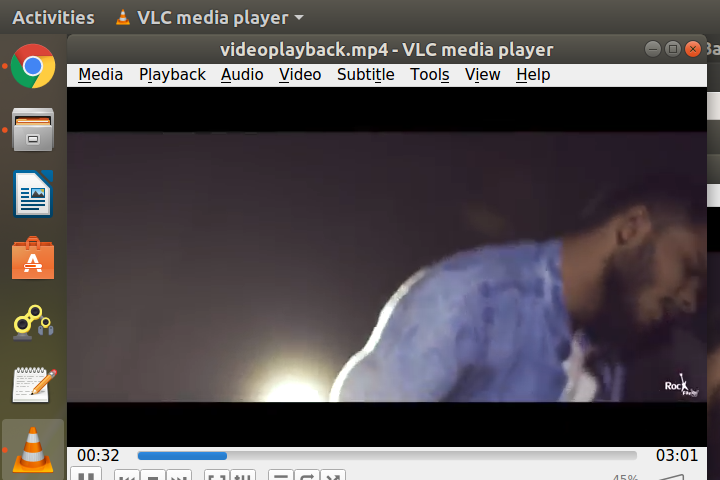 Activities VLC media player
videoplayback.mp4 - VLC media player
Media Playback Audio Video Subtitle Tools View Help
Rock
00:32 03:01
45%